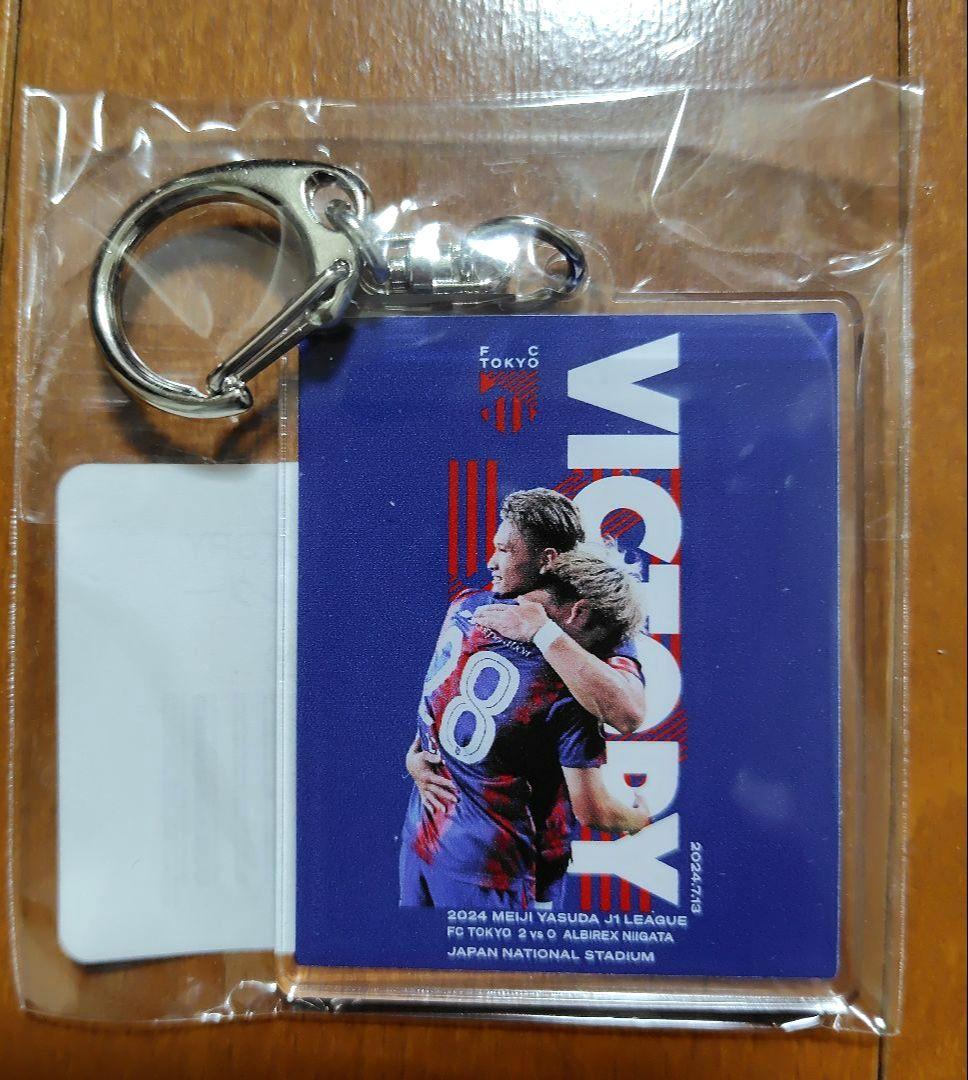 F C
TOKYO
VICTORY
28
2024.7.13
2024 MEIJI YASUDA J1 LEAGUE
FC TOKYO 2 vs 0 ALBIREX NIIGATA
JAPAN NATIONAL STADIUM